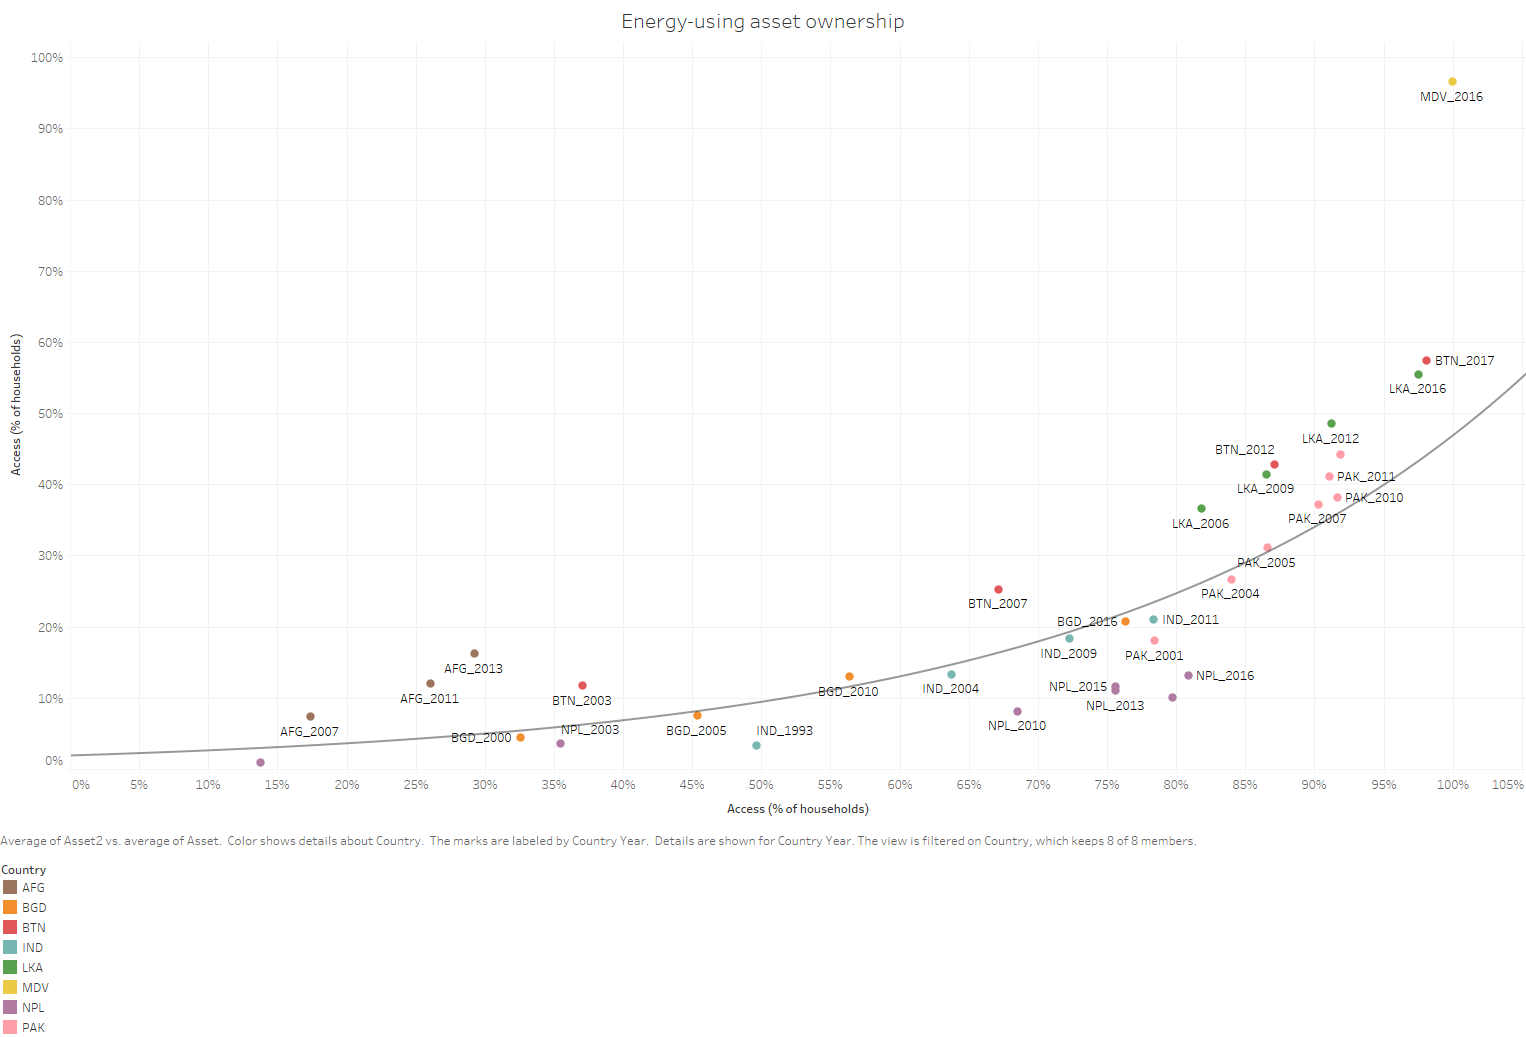 Energy-using asset ownership
100%
90%
80%
70%
60%
50%
40%
30%
20%
10%
0%
Access (% of households)
MDV_2016
BTN_2017
LKA_2016
LKA_2012
BTN_2012
PAK_2011
LKA_2009
PAK_2010
PAK_2007
LKA_2006
PAK_2005
PAK_2004
BTN_2007
BGD_2016
IND_2011
IND_2009
PAK_2001
AFG_2013
NPL_2016
AFG_2011
BTN_2003
BGD_2010
IND_2004
NPL_2015
NPL_2013
AFG_2007
NPL_2003
BGD_2000
BGD_2005
IND_1993
NPL_2010
0% 5% 10% 15% 20% 25% 30% 35% 40% 45% 50% 55% 60% 65% 70% 75% 80% 85% 90% 95% 100% 105%
Access (% of households)
Average of Asset2 vs. average of Asset. Color shows details about Country. The marks are labeled by Country Year. Details are shown for Country Year. The view is filtered on Country, which keeps 8 of 8 members.
Country
AFG
BGD
BTN
IND
LKA
MDV
NPL
PAK